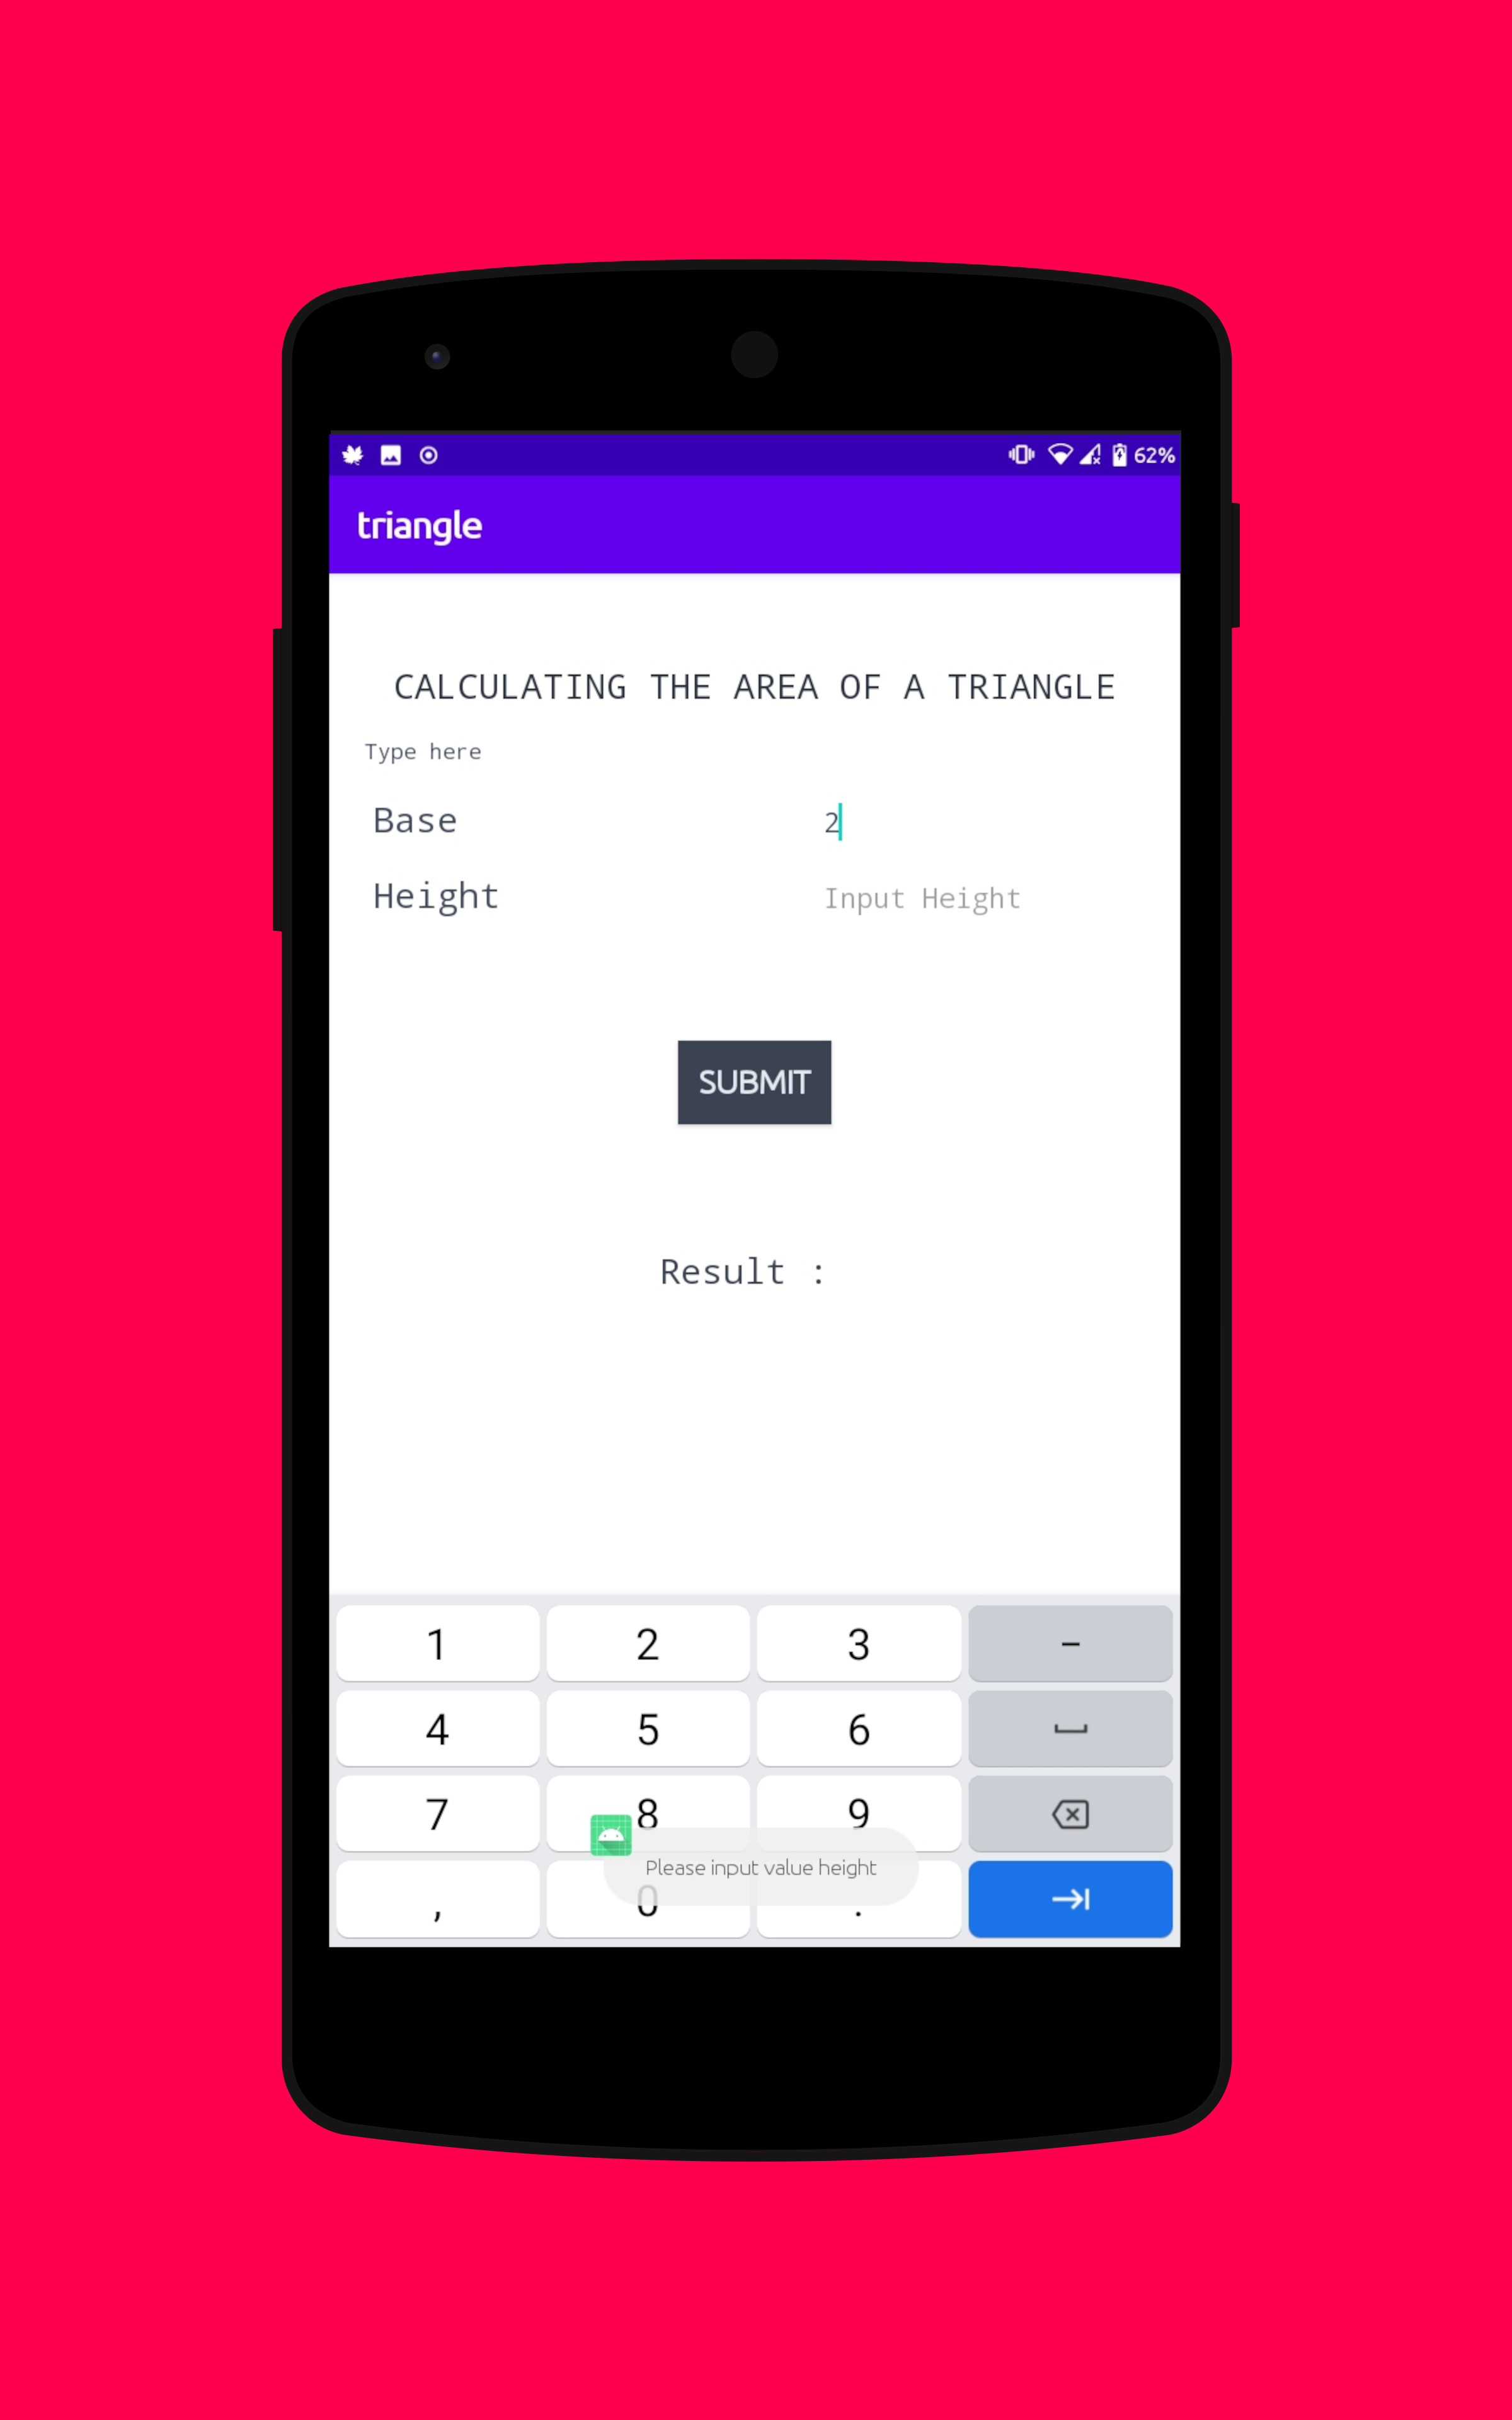 62%
triangle
CALCULATING THE AREA OF A TRIANGLE
Type here
Base 2
Height Input Height
SUBMIT
Result :
1 2 3 -
4 5 6
7 8 9
Please input value height
, 0 .